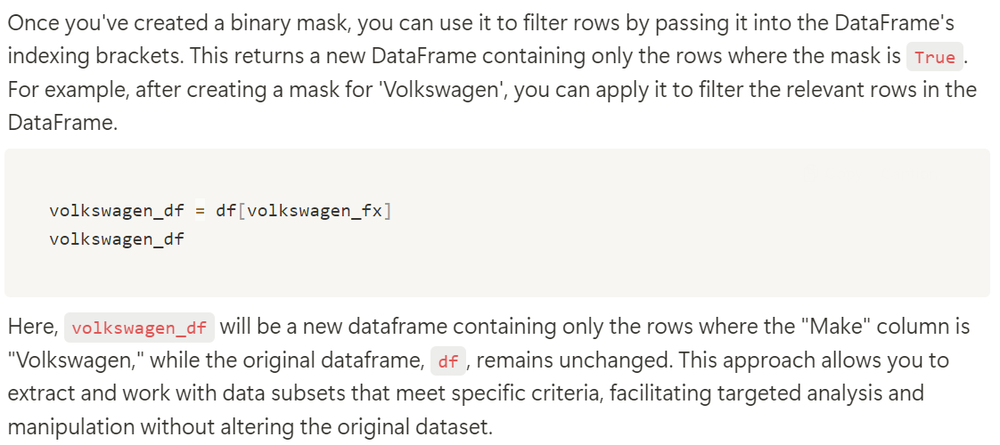 Once you've created a binary mask, you can use it to filter rows by passing it into the DataFrame's
indexing brackets. This returns a new DataFrame containing only the rows where the mask is True.
For example, after creating a mask for 'Volkswagen', you can apply it to filter the relevant rows in the
DataFrame.
volkswagen_df = df[volkswagen_fx]
volkswagen_df
Here, volkswagen_df will be a new dataframe containing only the rows where the "Make" column is
"Volkswagen," while the original dataframe, df, remains unchanged. This approach allows you to
extract and work with data subsets that meet specific criteria, facilitating targeted analysis and
manipulation without altering the original dataset.